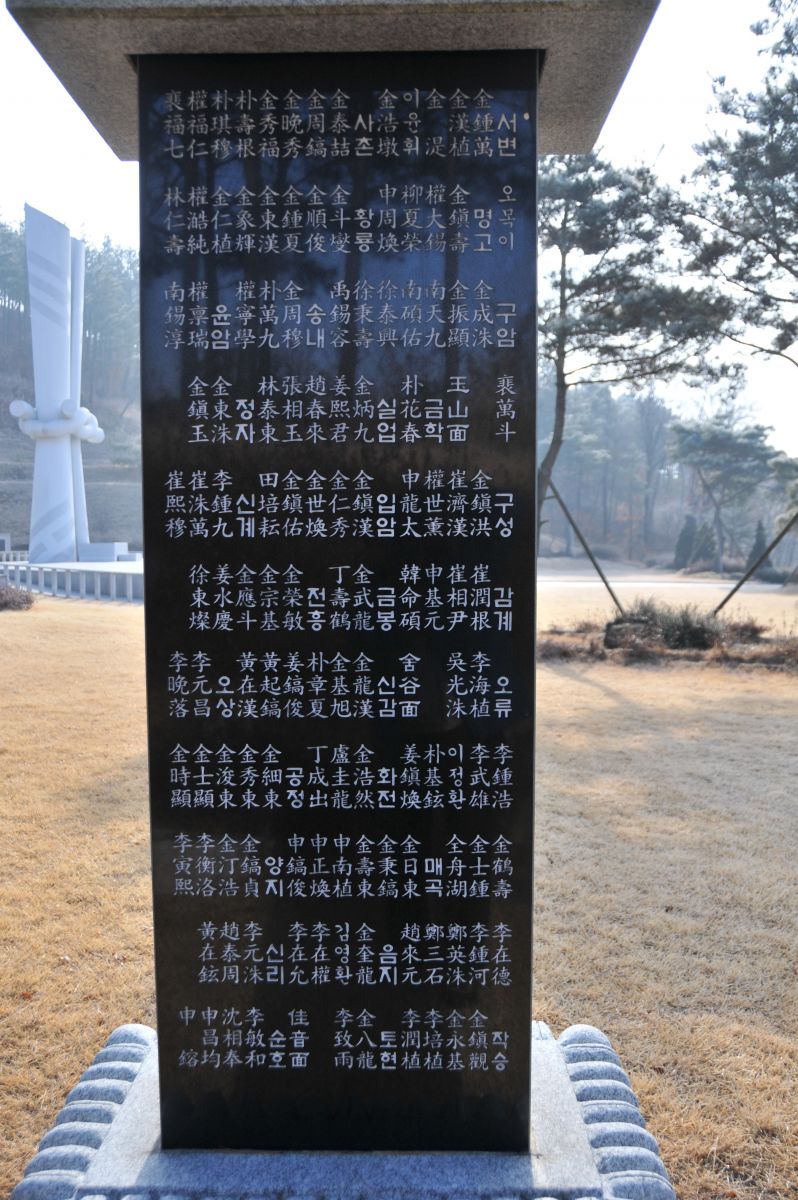 서변
金鍾萬
金漢植
金湜
이윤휘
金浩墩
사존
金泰喆
金周鎬
金晩秀
金秀福
朴壽根
朴琪穆
權福仁
裵福七
오목이
명고
金鎭壽
權大錫
柳夏榮
申周煥
황룡
金斗燮
金順俊
金鍾夏
金東漢
金象輝
金仁植
權澔純
林仁壽
구암
金成洙
金振顯
南天九
南碩佑
徐泰興
徐秉壽
禹錫容
송내
金周穆
朴萬九
權寧學
윤암
權禀瑞
南錫淳
裵萬斗
玉山面
금학
朴花春
실업
金炳九
姜熙君
趙春來
張相玉
林泰東
정자
金東洙
金鎭玉
구성
金鎭洪
崔濟漢
權世薰
申龍太
입암
金鎭漢
金仁秀
金世煥
金鎭佑
田培耘
신계
李鍾九
崔洙萬
崔熙穆
감계
崔潤根
崔相尹
申基元
韓命碩
금봉
金武龍
丁壽鶴
전흥
金榮敏
金宗基
金應斗
姜水慶
徐東燦
오류
李海植
吳光洙
舍谷面
신감
金龍漢
金基旭
朴章夏
姜鎬俊
黃起鎬
黃在漢
오상
李元昌
李晩落
李鍾浩
李武雄
이정환
朴基鉉
姜鎭煥
화전
金浩然
盧圭龍
丁成出
공정
金細東
金秀東
金浚東
金士顯
金時顯
金鶴壽
金士鍾
全舟湖
매곡
金日東
金秉鎬
金壽東
申南植
申正煥
申鎬俊
양지
金鎬貞
金汀浩
李衡洛
李寅熙
李在德
李鍾河
鄭英洙
鄭三石
趙來元
음지
金奎龍
김영환
李在權
李在允
신리
李元洙
趙泰周
黃在鉉
작승
金鎭觀
金永基
李培植
李潤植
토현
金八龍
李致雨
佳音面
순호
李敏和
沈相奉
申昌均
申鎔